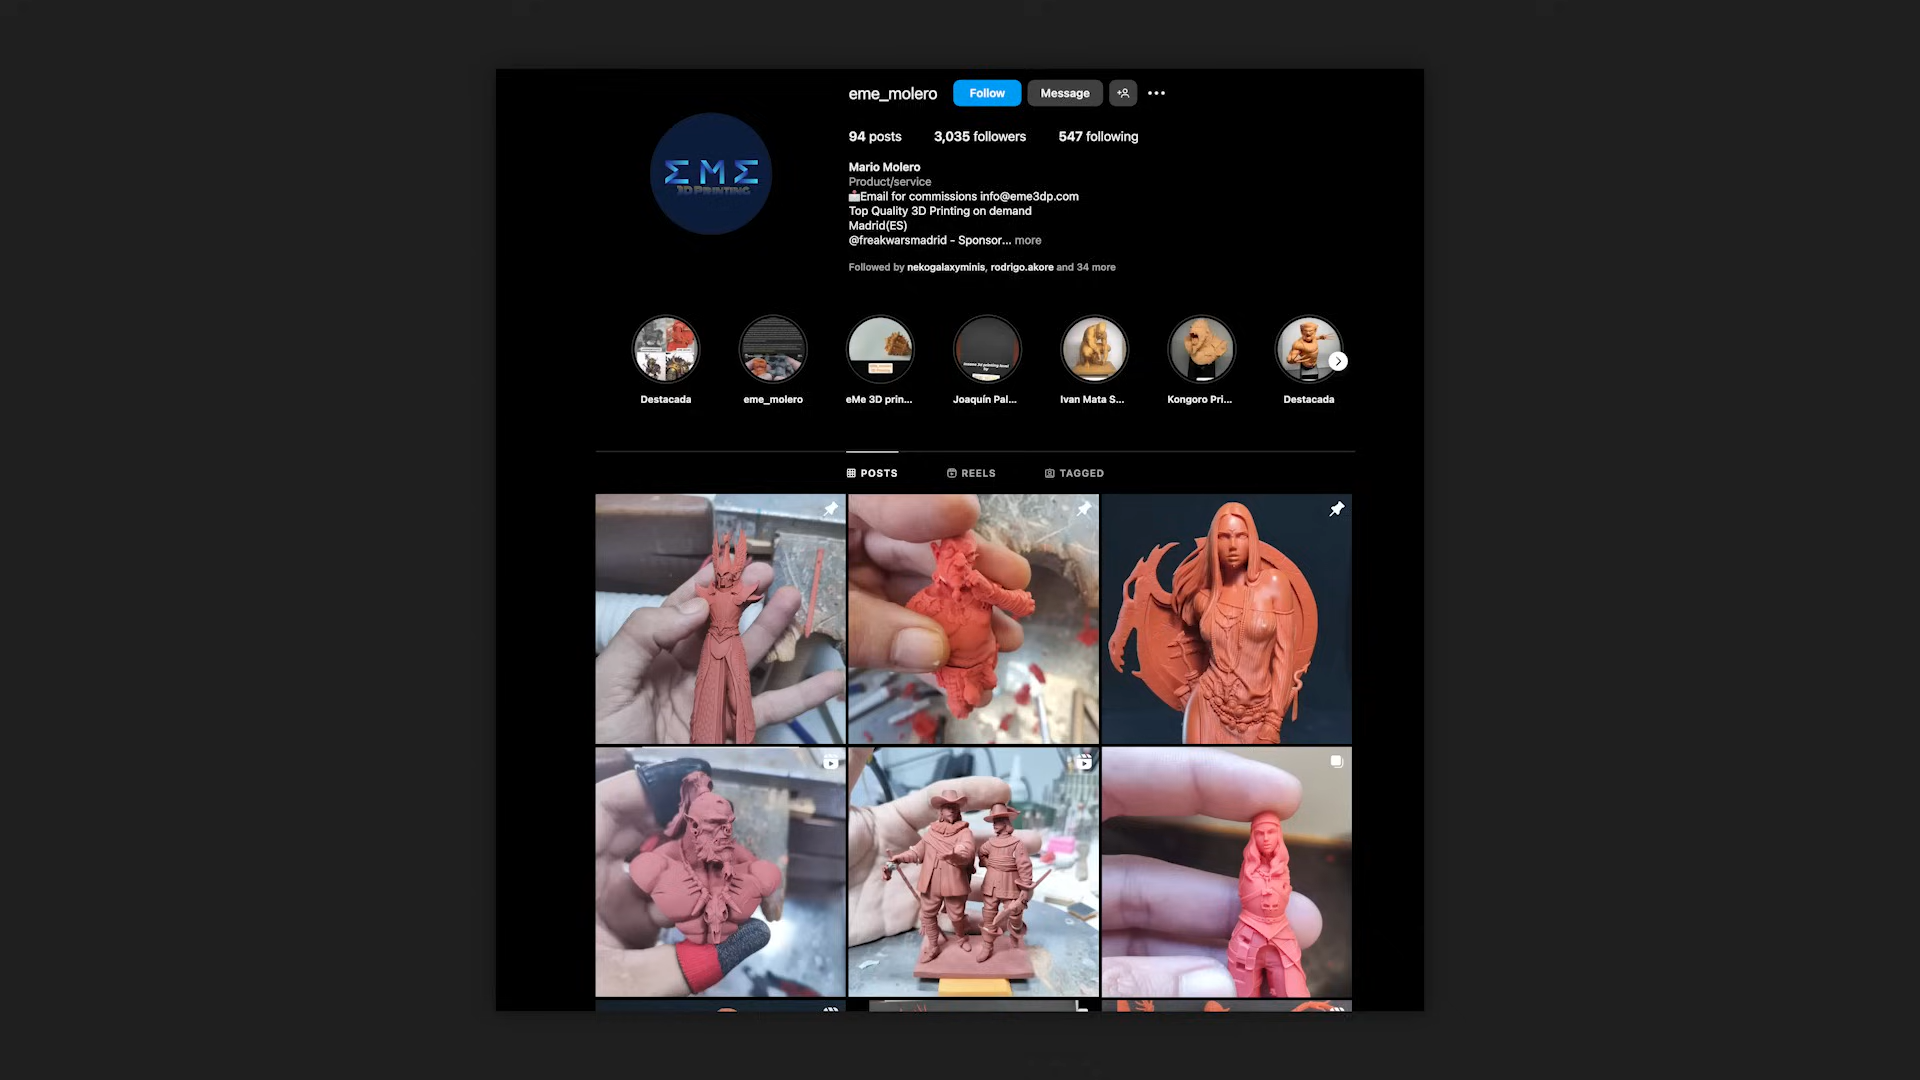 eme_molero Follow Message
94 posts 3,035 followers 547 following
ΣMΣ
3D PRINTING
Mario Molero
Product/service
Email for commissions info@eme3dp.com
Top Quality 3D Printing on demand
Madrid(ES)
@freakwarsmadrid - Sponsor... more
Followed by nekogalaxyminis, rodrigo.akore and 34 more
Destacada eme_molero eMe 3D prin... Joaquín Pal... Ivan Mata S... Kongoro Pri... Destacada
POSTS REELS TAGGED